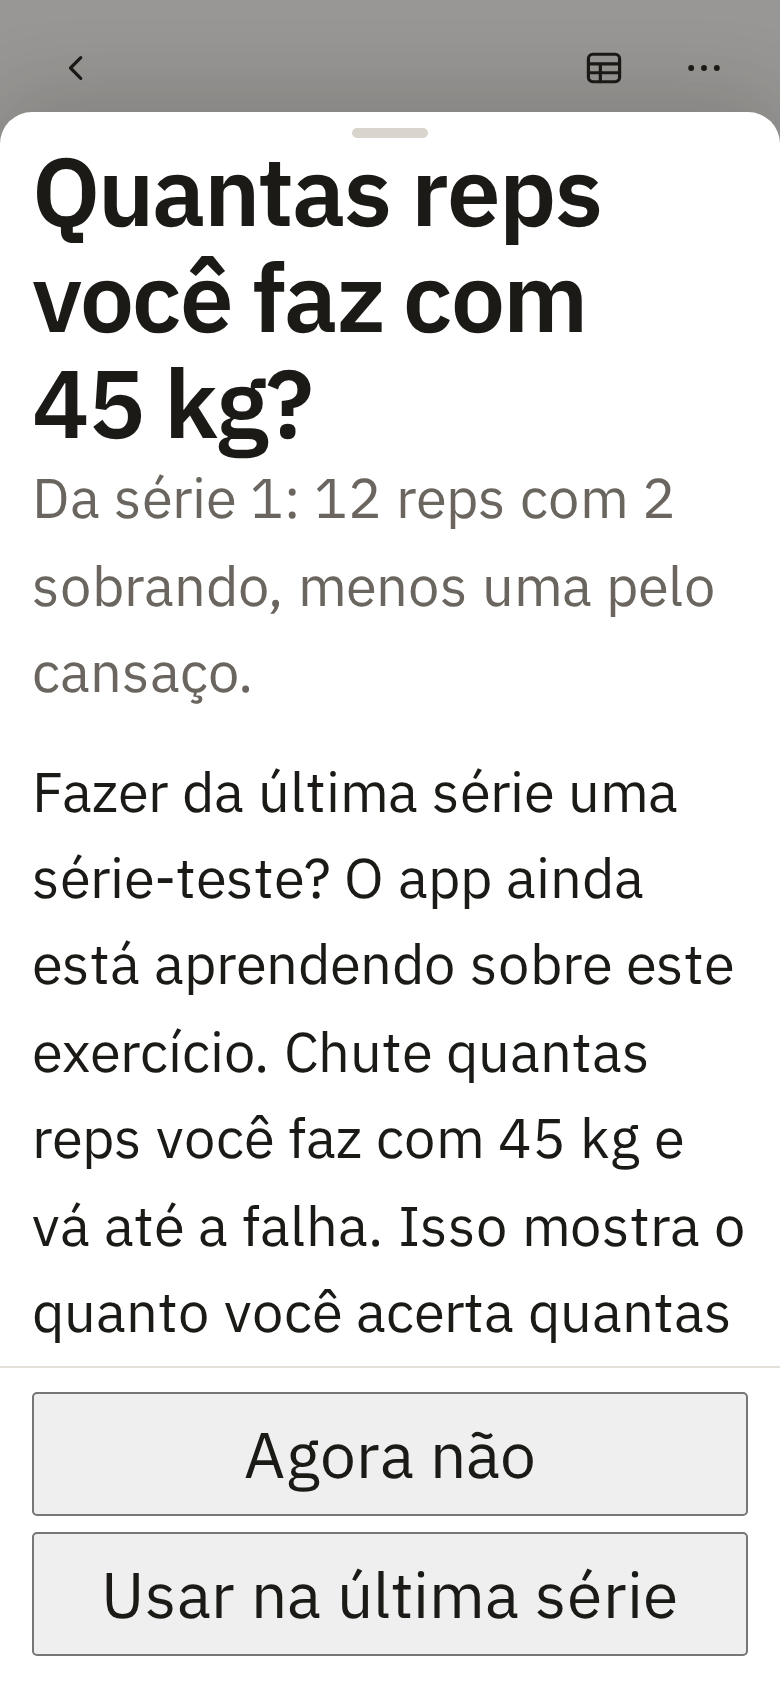 Quantas reps
você faz com
45 kg?
Da série 1: 12 reps com 2
sobrando, menos uma pelo
cansaço.
Fazer da última série uma
série-teste? O app ainda
está aprendendo sobre este
exercício. Chute quantas
reps você faz com 45 kg e
vá até a falha. Isso mostra o
quanto você acerta quantas
Agora não
Usar na última série